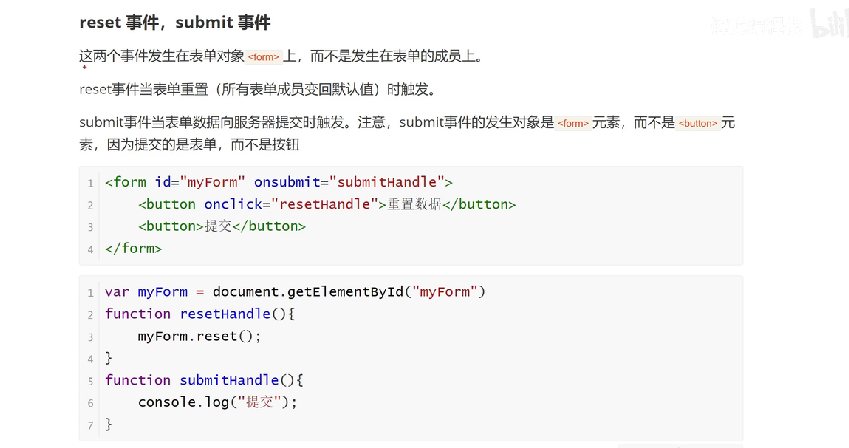 reset 事件，submit 事件
这两个事件发生在表单对象<form>上，而不是发生在表单的成员上。
reset事件当表单重置（所有表单成员变回默认值）时触发。
submit事件当表单数据向服务器提交时触发。注意，submit事件的发生对象是<form>元素，而不是<button>元
素，因为提交的是表单，而不是按钮
1 <form id="myForm" onsubmit="submitHandle">
2     <button onclick="resetHandle">重置数据</button>
3     <button>提交</button>
4 </form>
1 var myForm = document.getElementById("myForm")
2 function resetHandle(){
3     myForm.reset();
4 }
5 function submitHandle(){
6     console.log("提交");
7 }